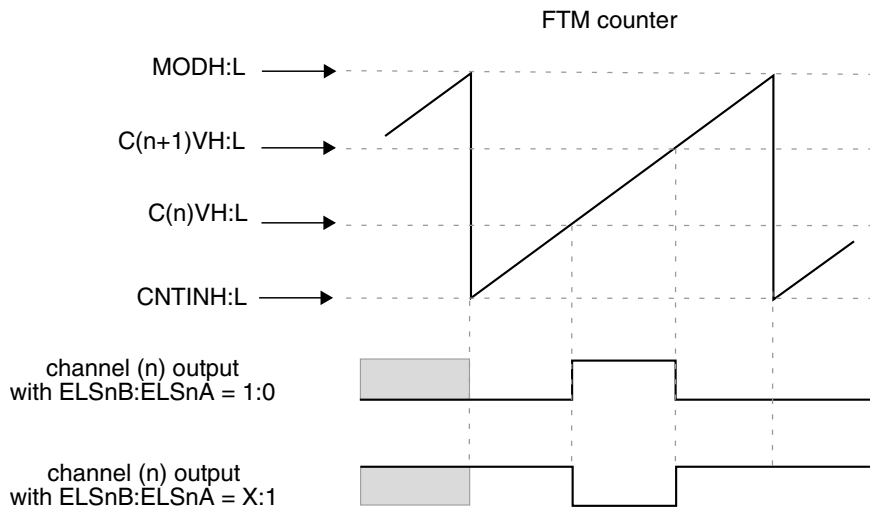 FTM counter
MODH:L
C(n+1)VH:L
C(n)VH:L
CNTINH:L
channel (n) output
with ELSnB:ELSnA = 1:0
channel (n) output
with ELSnB:ELSnA = X:1